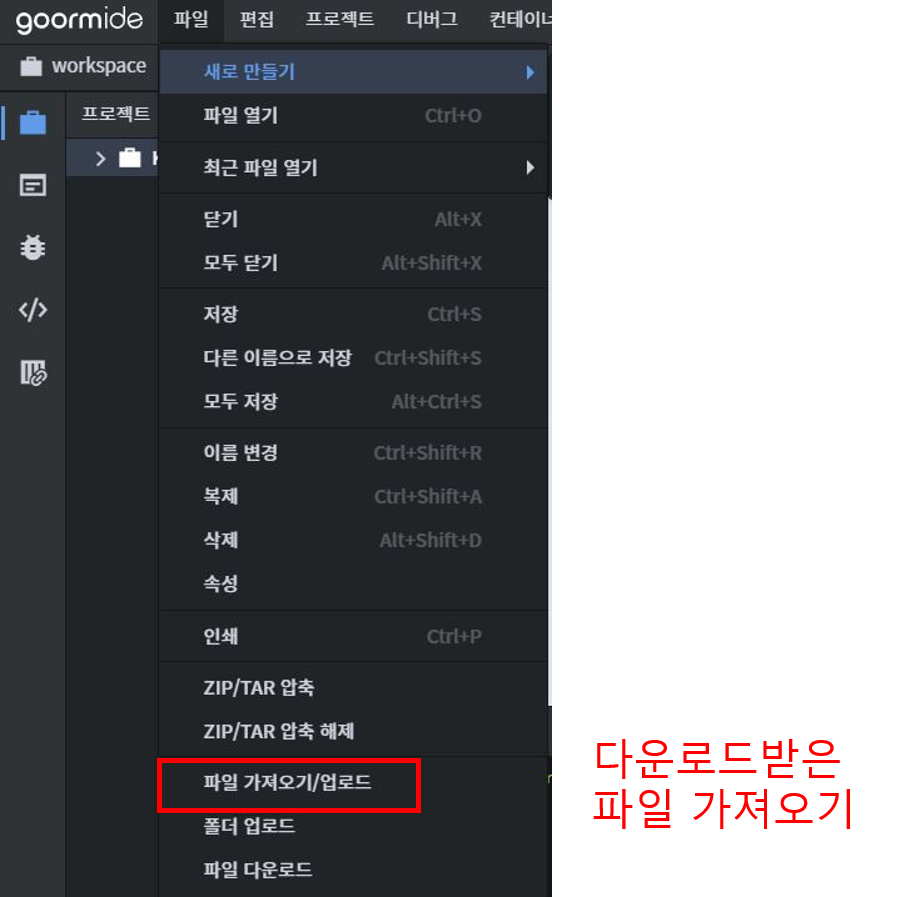 goormide 파일 편집 프로젝트 디버그 컨테이너
workspace
프로젝트
새로 만들기
파일 열기 Ctrl+O
최근 파일 열기
닫기 Alt+X
모두 닫기 Alt+Shift+X
저장 Ctrl+S
다른 이름으로 저장 Ctrl+Shift+S
모두 저장 Alt+Ctrl+S
이름 변경 Ctrl+Shift+R
복제 Ctrl+Shift+A
삭제 Alt+Shift+D
속성
인쇄 Ctrl+P
ZIP/TAR 압축
ZIP/TAR 압축 해제
파일 가져오기/업로드
폴더 업로드
파일 다운로드
다운로드받은
파일 가져오기